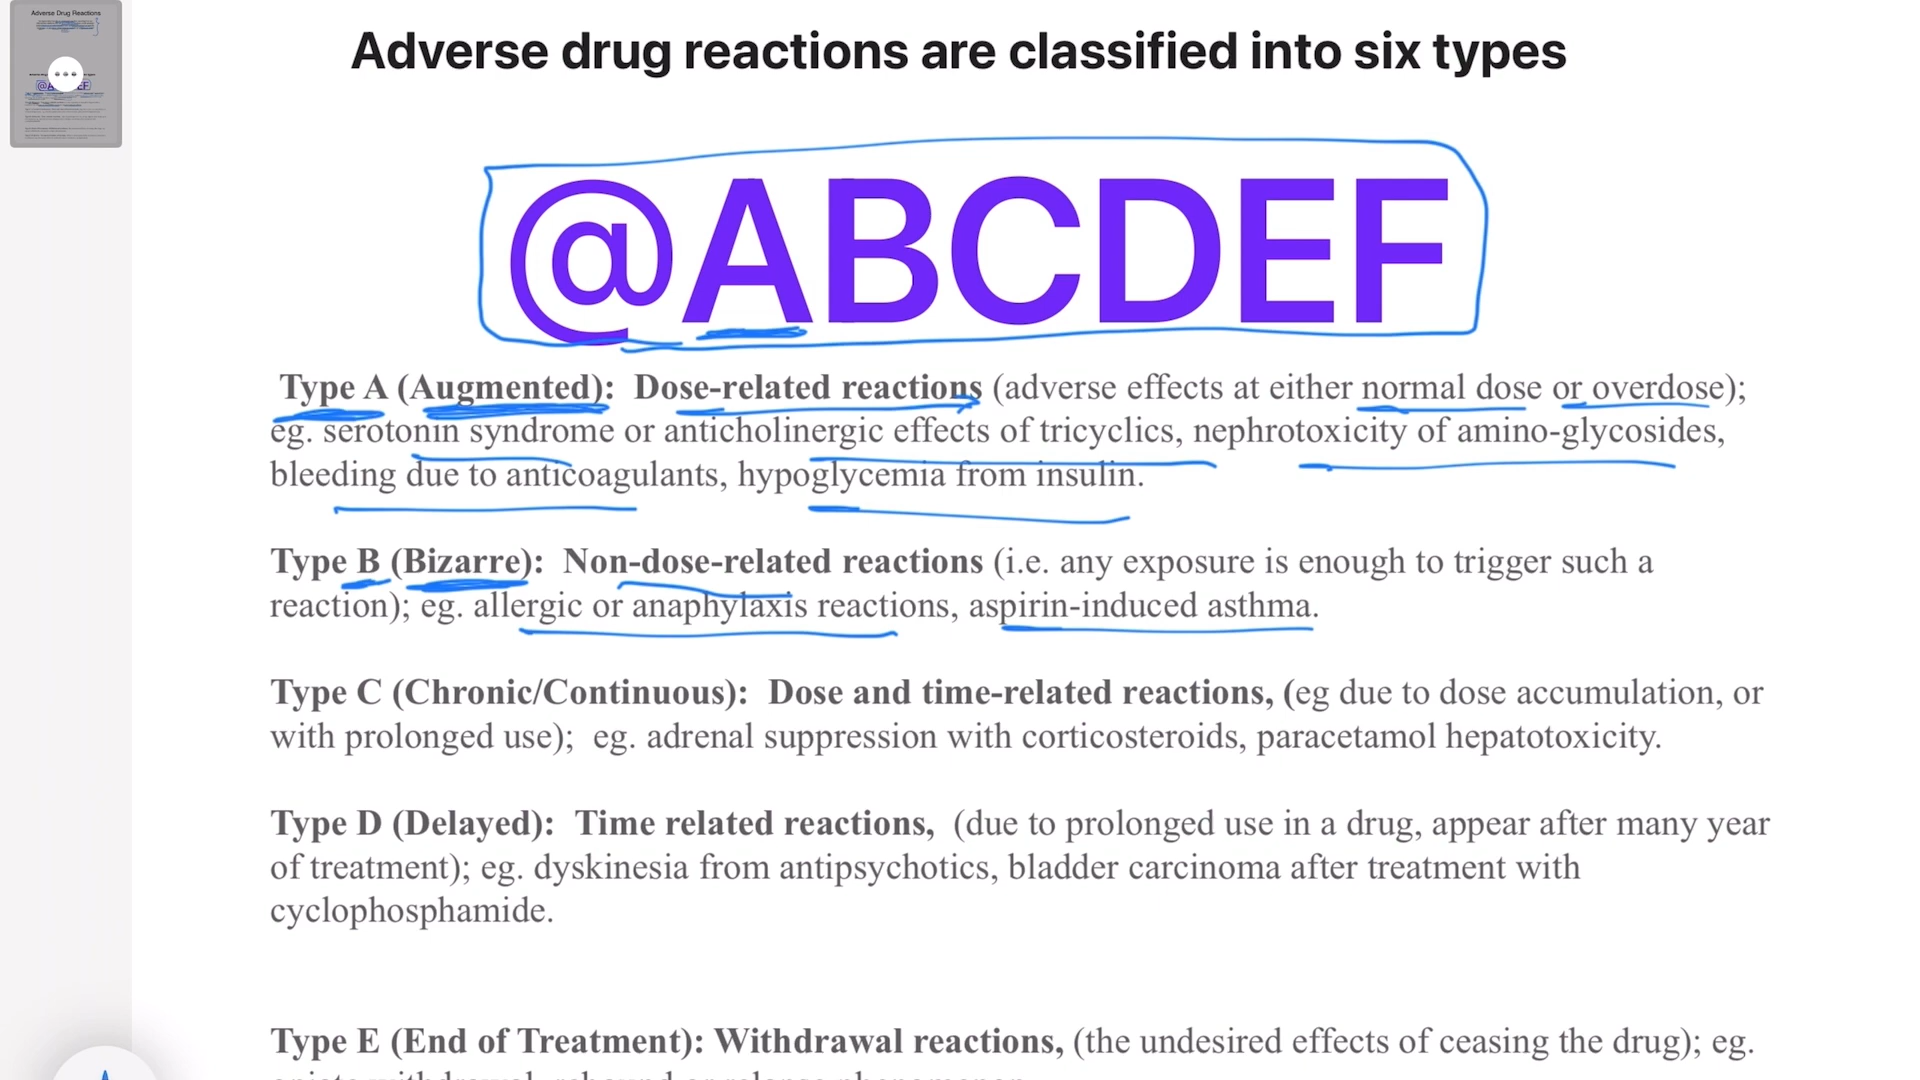 Adverse Drug Reactions
Adverse drug reactions are classified into six types
@ABCDEF
Type A (Augmented): Dose-related reactions (adverse effects at either normal dose or overdose);
eg. serotonin syndrome or anticholinergic effects of tricyclics, nephrotoxicity of amino-glycosides,
bleeding due to anticoagulants, hypoglycemia from insulin.
Type B (Bizarre): Non-dose-related reactions (i.e. any exposure is enough to trigger such a
reaction); eg. allergic or anaphylaxis reactions, aspirin-induced asthma.
Type C (Chronic/Continuous): Dose and time-related reactions, (eg due to dose accumulation, or
with prolonged use); eg. adrenal suppression with corticosteroids, paracetamol hepatotoxicity.
Type D (Delayed): Time related reactions, (due to prolonged use in a drug, appear after many year
of treatment); eg. dyskinesia from antipsychotics, bladder carcinoma after treatment with
cyclophosphamide.
Type E (End of Treatment): Withdrawal reactions, (the undesired effects of ceasing the drug); eg.